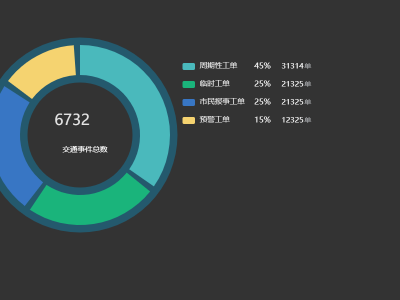 周期性工单 45% 31314单
临时工单 25% 21325单
市民报事工单 25% 21325单
预警工单 15% 12325单
6732
交通事件总数